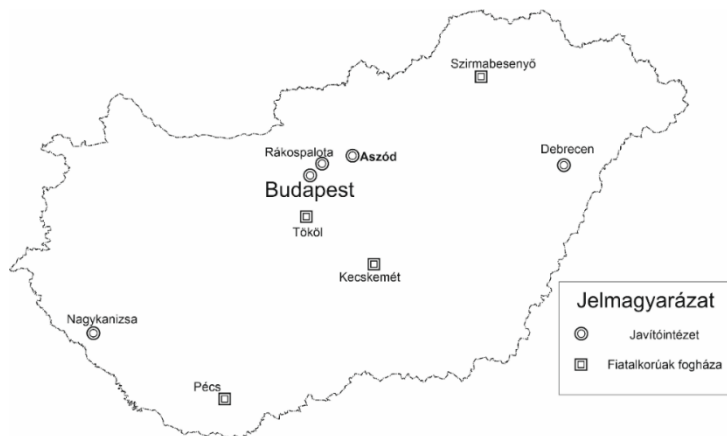 Szirmabesenyő
Rákospalota
Aszód
Debrecen
Budapest
Tököl
Kecskemét
Nagykanizsa
Pécs
Jelmagyarázat
Javítóintézet
Fiatalkorúak fogháza